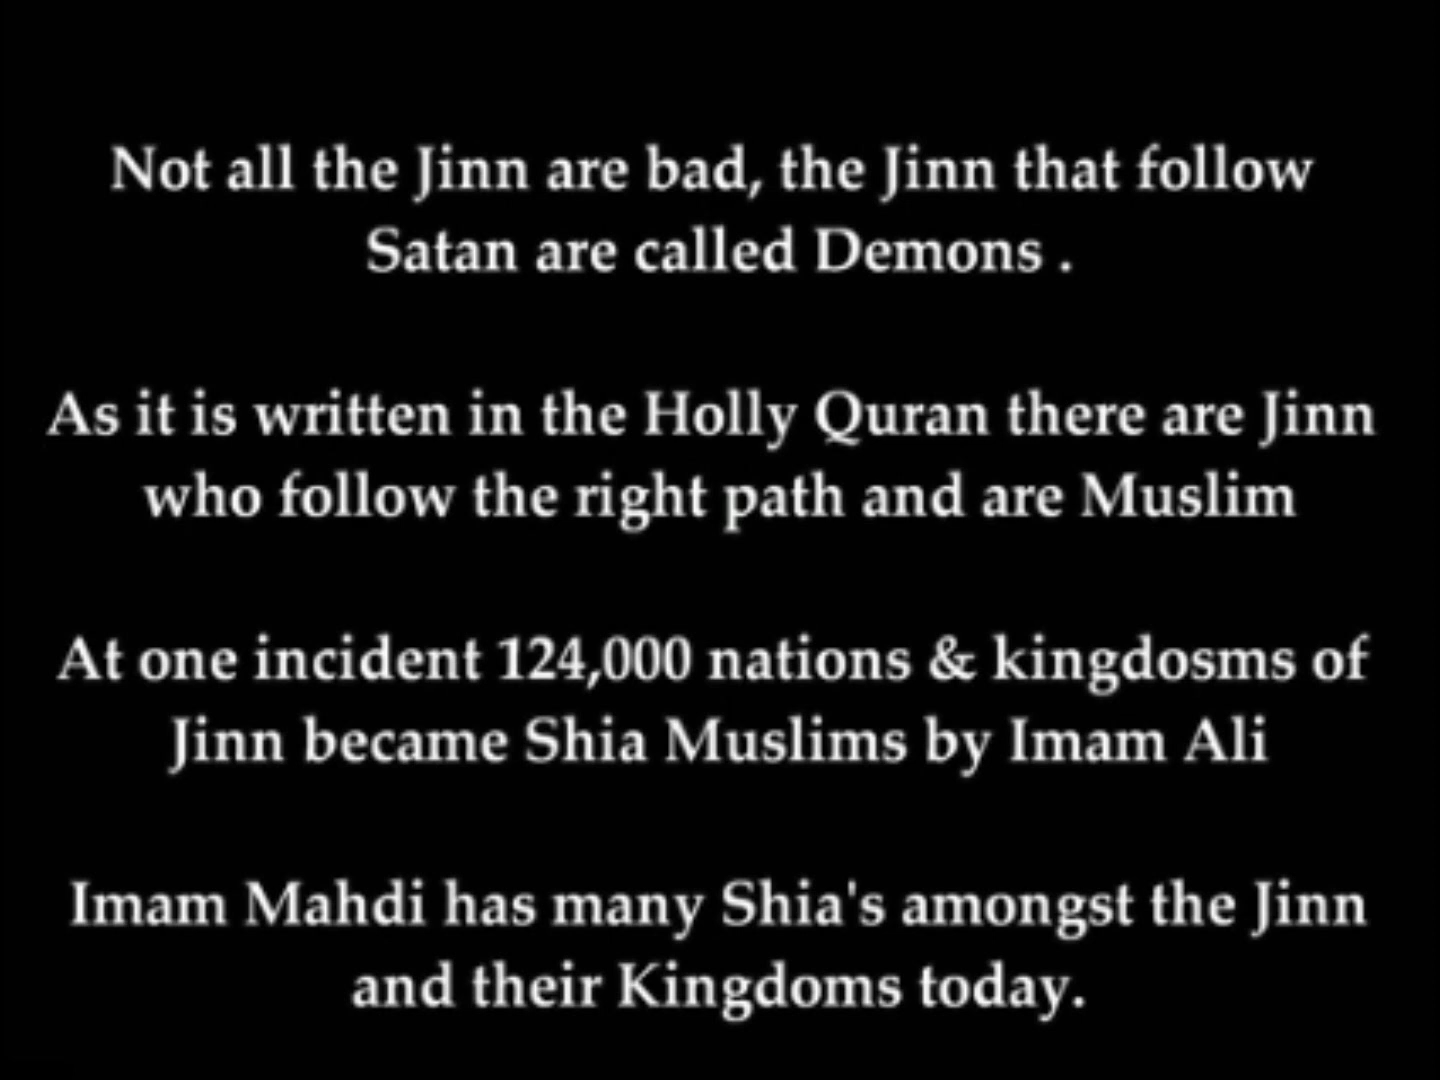 Not all the Jinn are bad, the Jinn that follow
Satan are called Demons .
As it is written in the Holly Quran there are Jinn
who follow the right path and are Muslim
At one incident 124,000 nations & kingdosms of
Jinn became Shia Muslims by Imam Ali
Imam Mahdi has many Shia's amongst the Jinn
and their Kingdoms today.